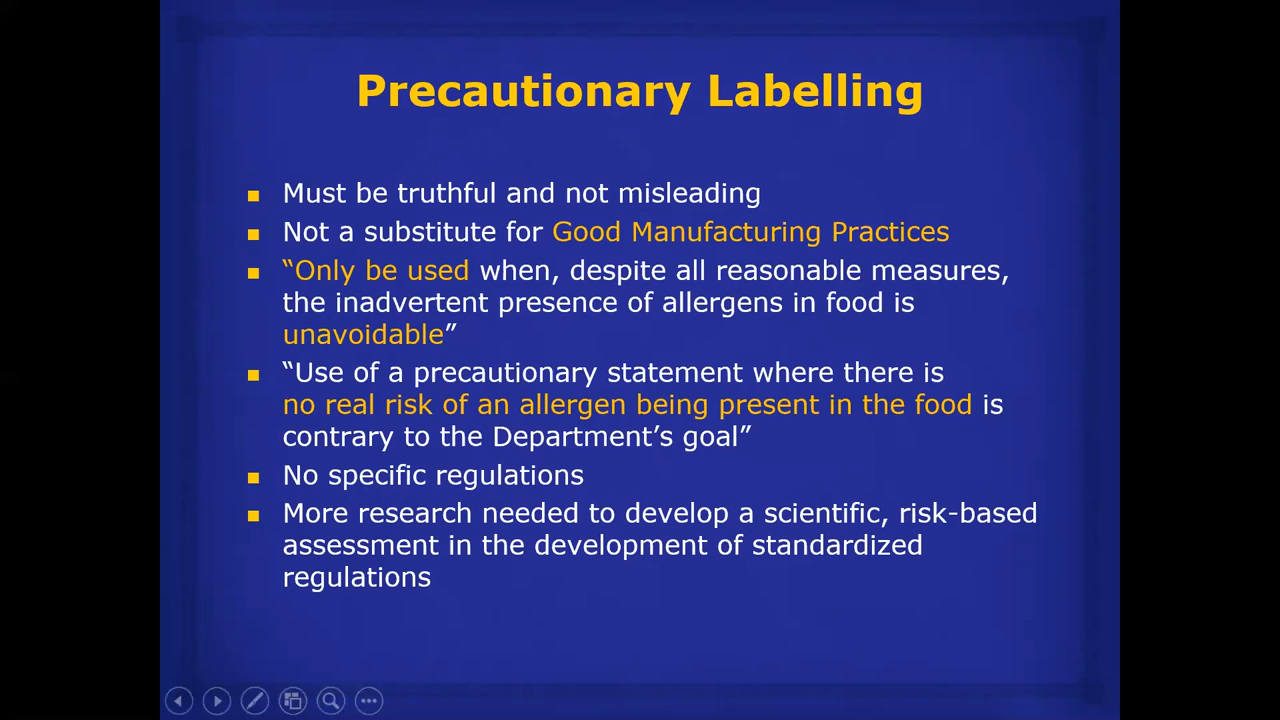 Precautionary Labelling
Must be truthful and not misleading
Not a substitute for Good Manufacturing Practices
“Only be used when, despite all reasonable measures,
the inadvertent presence of allergens in food is
unavoidable”
“Use of a precautionary statement where there is
no real risk of an allergen being present in the food is
contrary to the Department’s goal”
No specific regulations
More research needed to develop a scientific, risk-based
assessment in the development of standardized
regulations